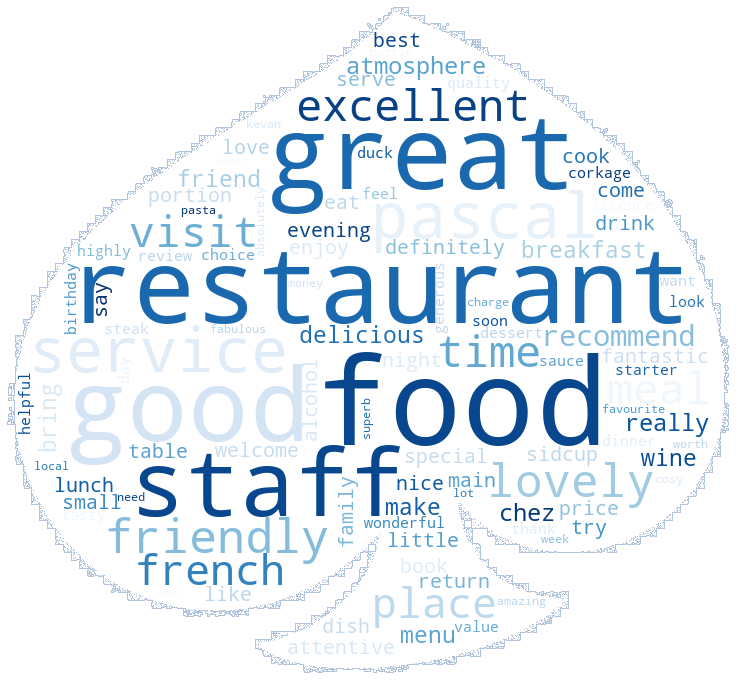 best
atmosphere
serve
quality
excellent
kevan
great
love
duck
cook
corkage
friend
portion
absolutely
eat
feel
pascal
come
pasta
visit
evening
drink
highly
review
choice
enjoy
definitely
breakfast
birthday
say
restaurant
generous
money
charge
want
look
steak
fabulous
soon
dessert
service
delicious
time
recommend
day
night
sauce
fantastic
starter
helpful
bring
good
alcohol
food
superb
meal
favourite
really
table
welcome
special
sidcup
dinner
worth
wine
local
staff
lovely
cosy
lunch
small
need
nice
main
lot
tasty
family
make
chez
price
friendly
wonderful
little
thank
try
week
french
book
return
like
place
amazing
dish
menu
value
attentive